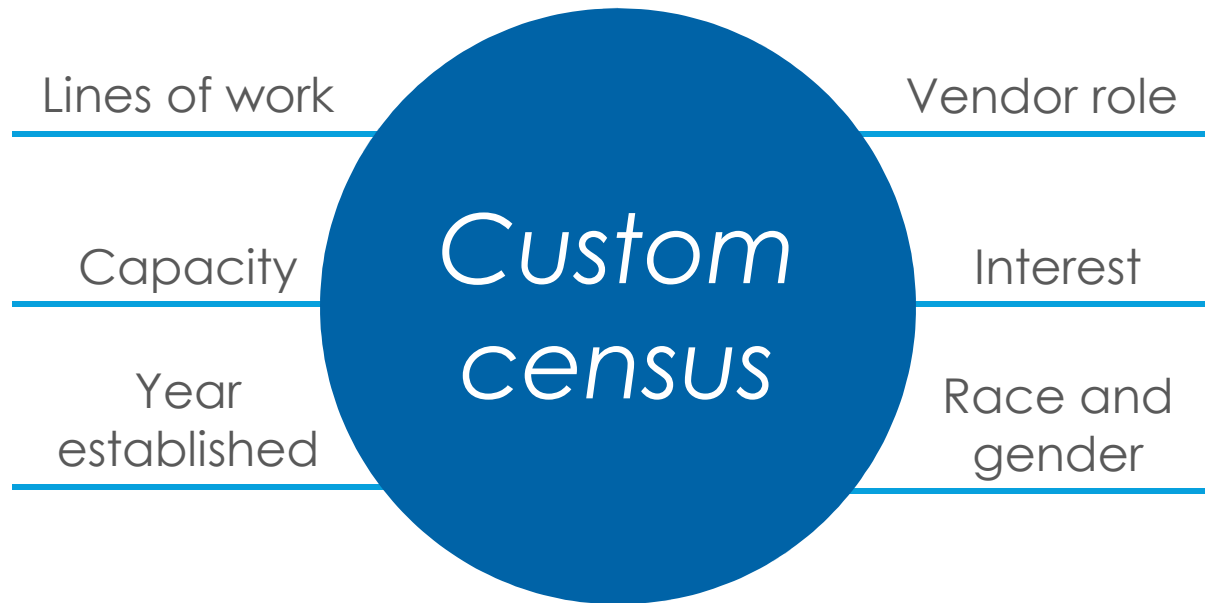 Lines of work
Capacity
Year
established
Custom
census
Vendor role
Interest
Race and
gender